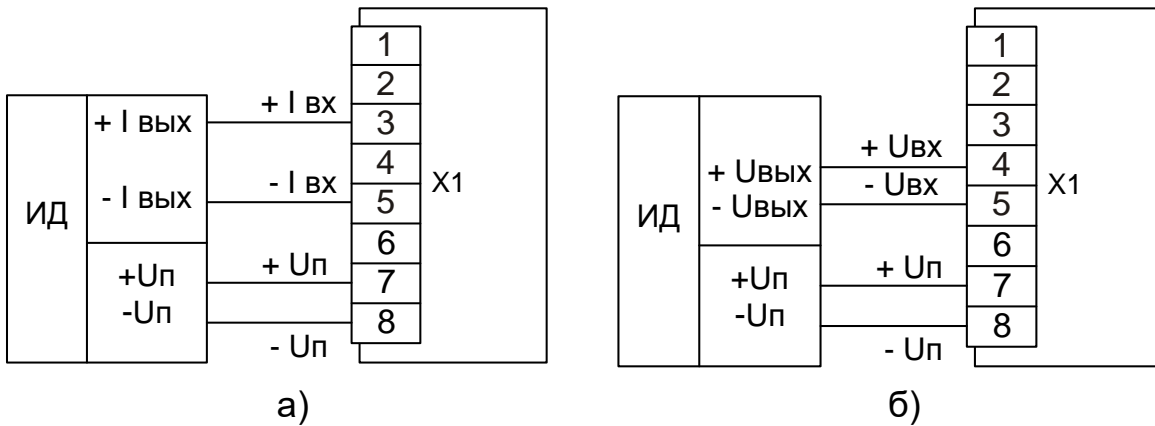 1
2
3
4
5
6
7
8
X1
ИД
+ I вых
- I вых
+Uп
-Uп
+ I вх
- I вх
+ Uп
- Uп
а)
1
2
3
4
5
6
7
8
X1
ИД
+ Uвых
- Uвых
+Uп
-Uп
+ Uвх
- Uвх
+ Uп
- Uп
б)